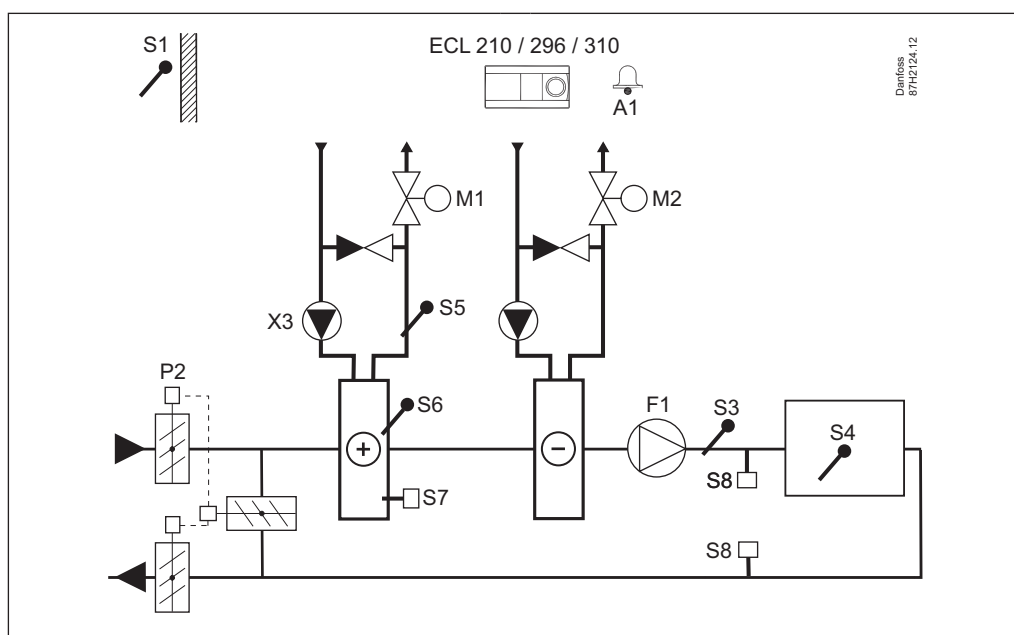 S1
ECL 210 / 296 / 310
A1
Danfoss
87H2124.12
M1
M2
X3
S5
P2
S6
F1
S3
S4
+
−
S7
S8
S8